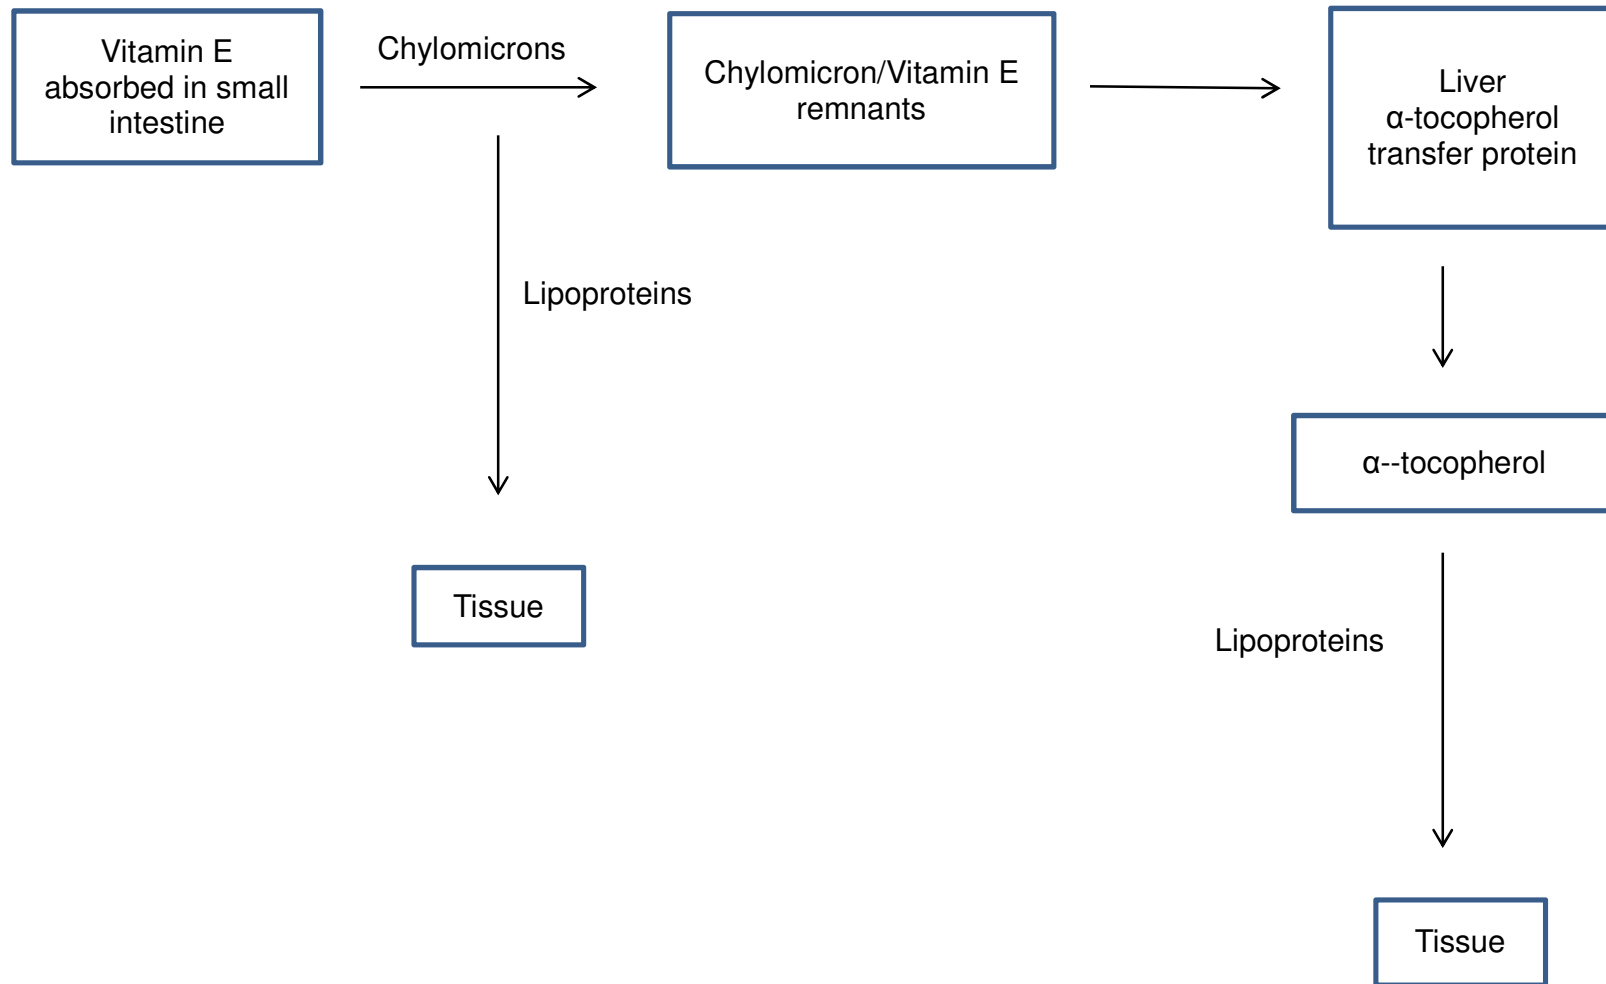 Vitamin E
absorbed in small
intestine
Chylomicrons
Chylomicron/Vitamin E
remnants
Liver
α-tocopherol
transfer protein
Lipoproteins
α--tocopherol
Tissue
Lipoproteins
Tissue